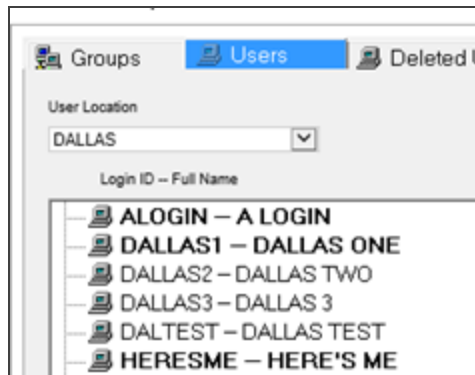 Groups Users Deleted U
User Location
DALLAS
Login ID -- Full Name
ALOGIN – A LOGIN
DALLAS1 – DALLAS ONE
DALLAS2 – DALLAS TWO
DALLAS3 – DALLAS 3
DALTEST – DALLAS TEST
HERESME – HERE'S ME